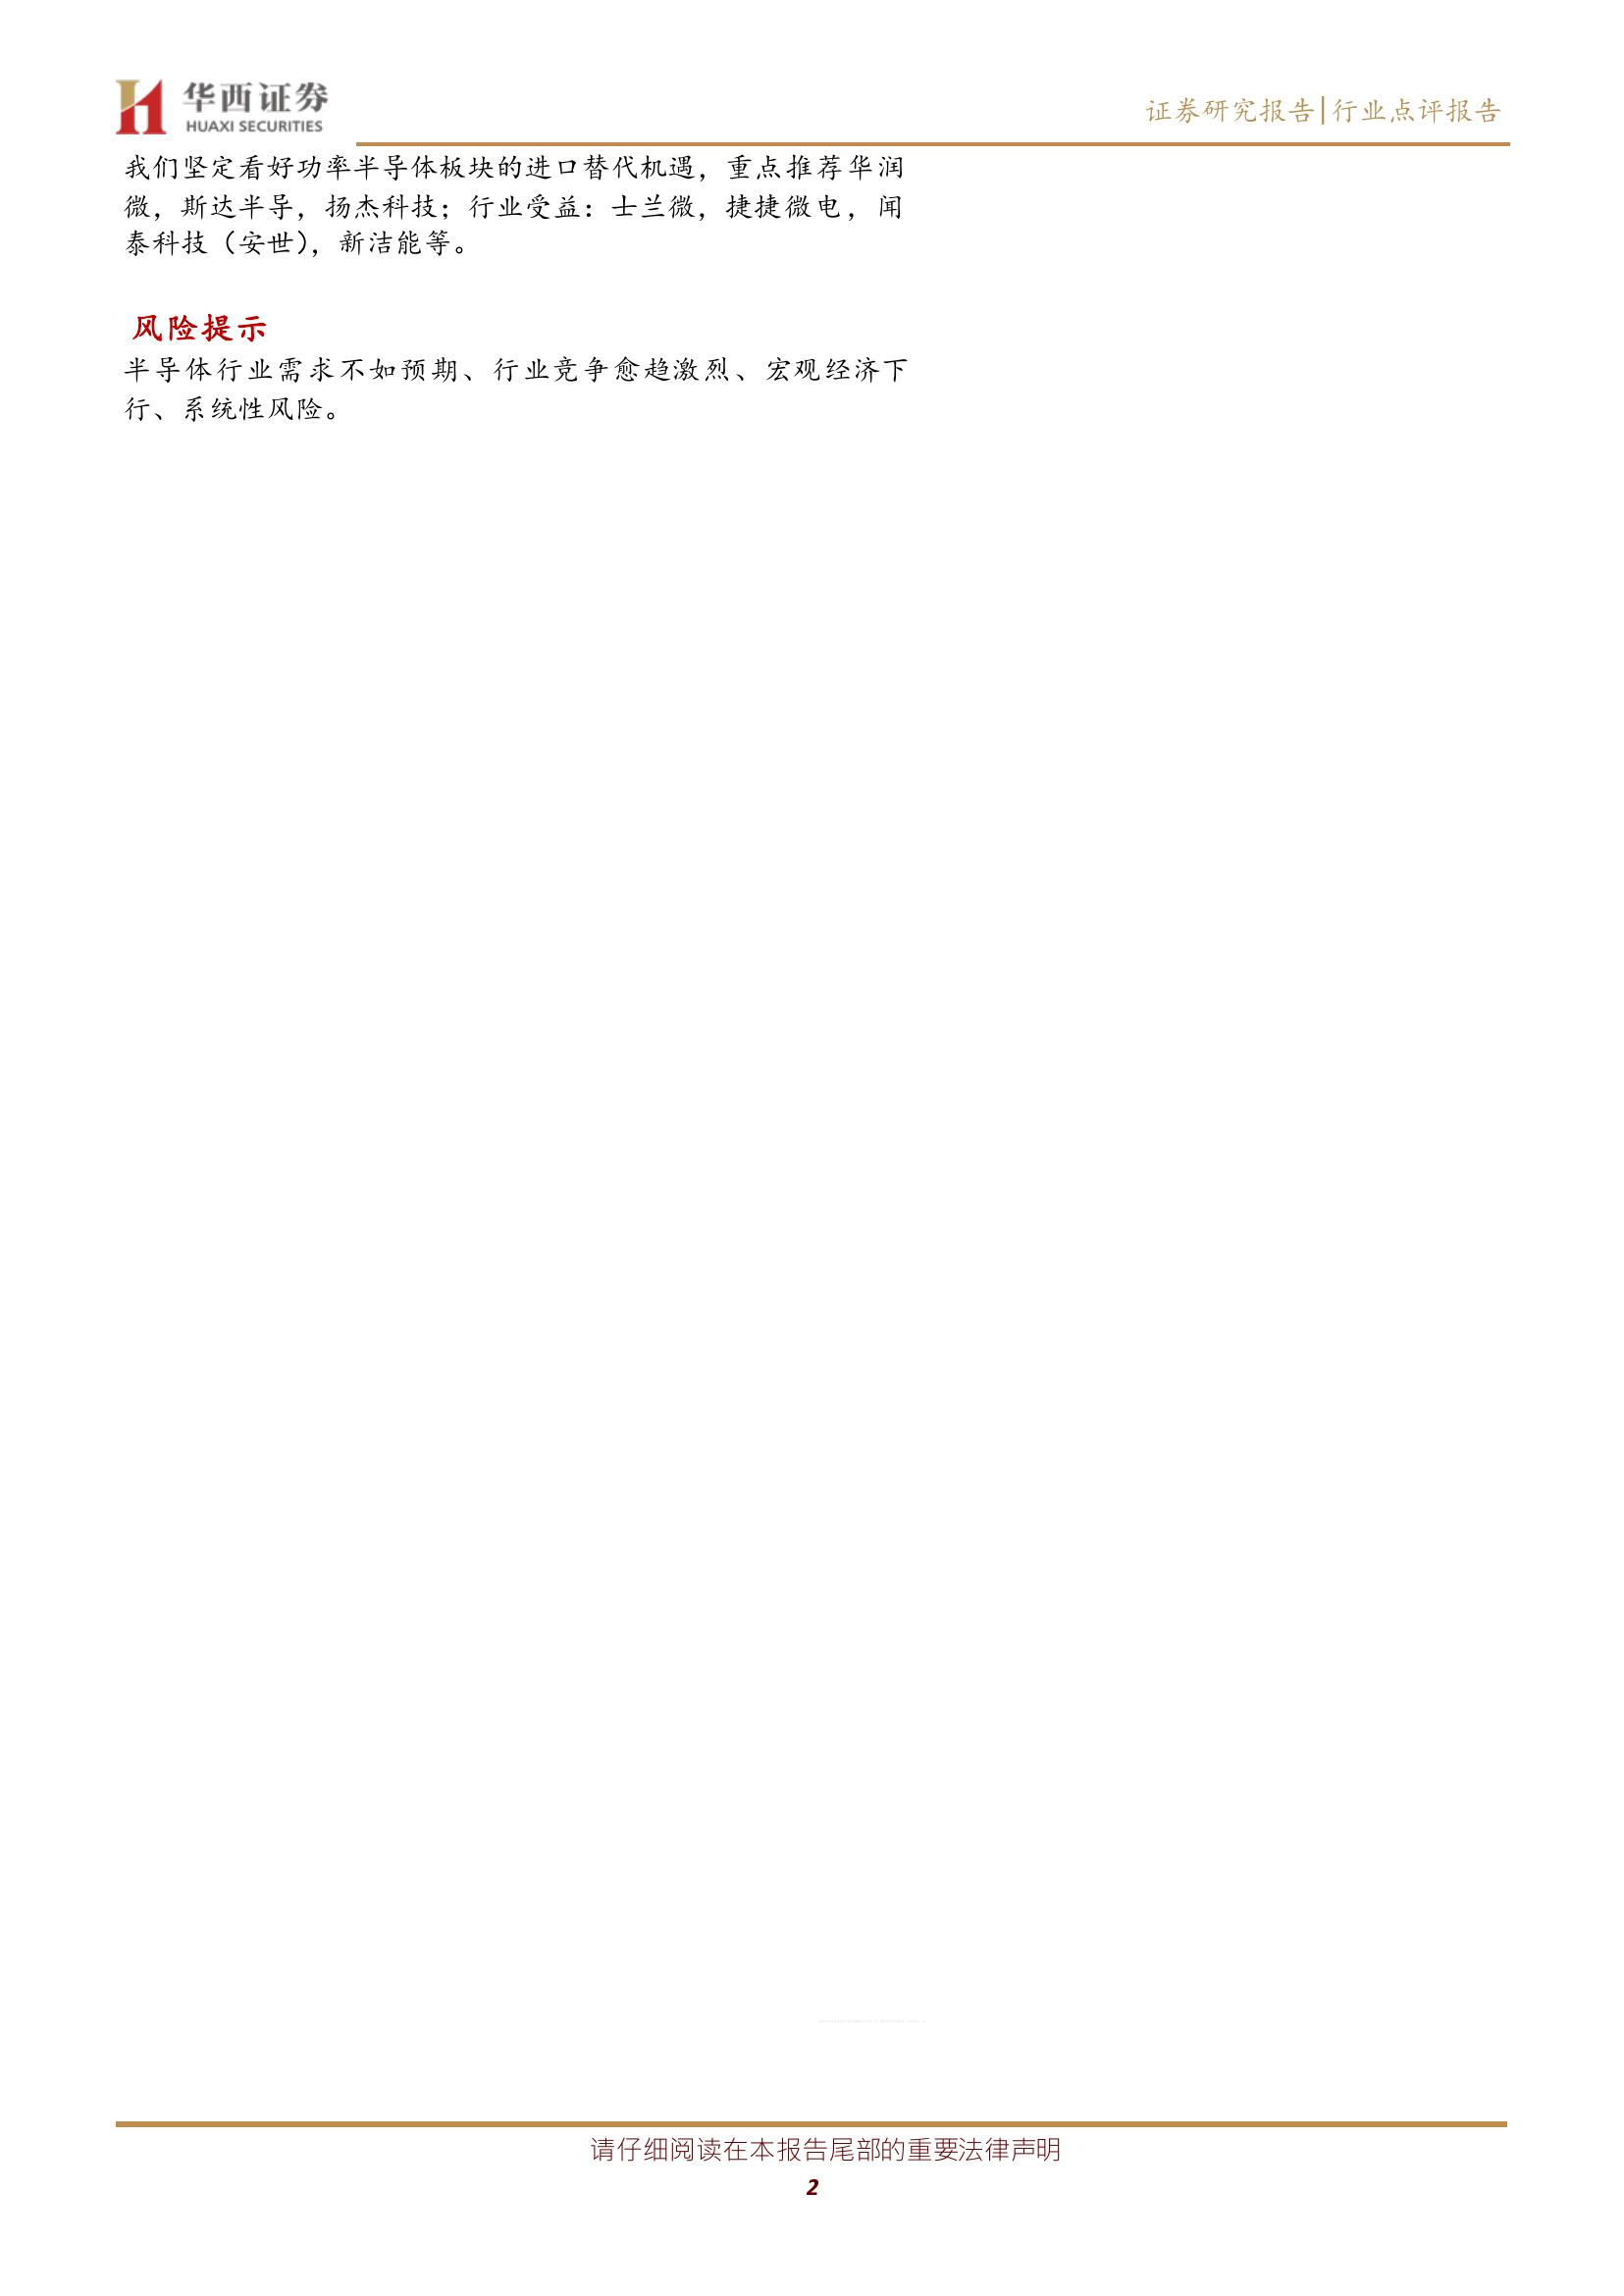 华西证券
HUAXI SECURITIES
证券研究报告|行业点评报告
我们坚定看好功率半导体板块的进口替代机遇，重点推荐华润
微，斯达半导，扬杰科技；行业受益：士兰微，捷捷微电，闻
泰科技（安世），新洁能等。
风险提示
半导体行业需求不如预期、行业竞争愈趋激烈、宏观经济下
行、系统性风险。
请仔细阅读在本报告尾部的重要法律声明
2